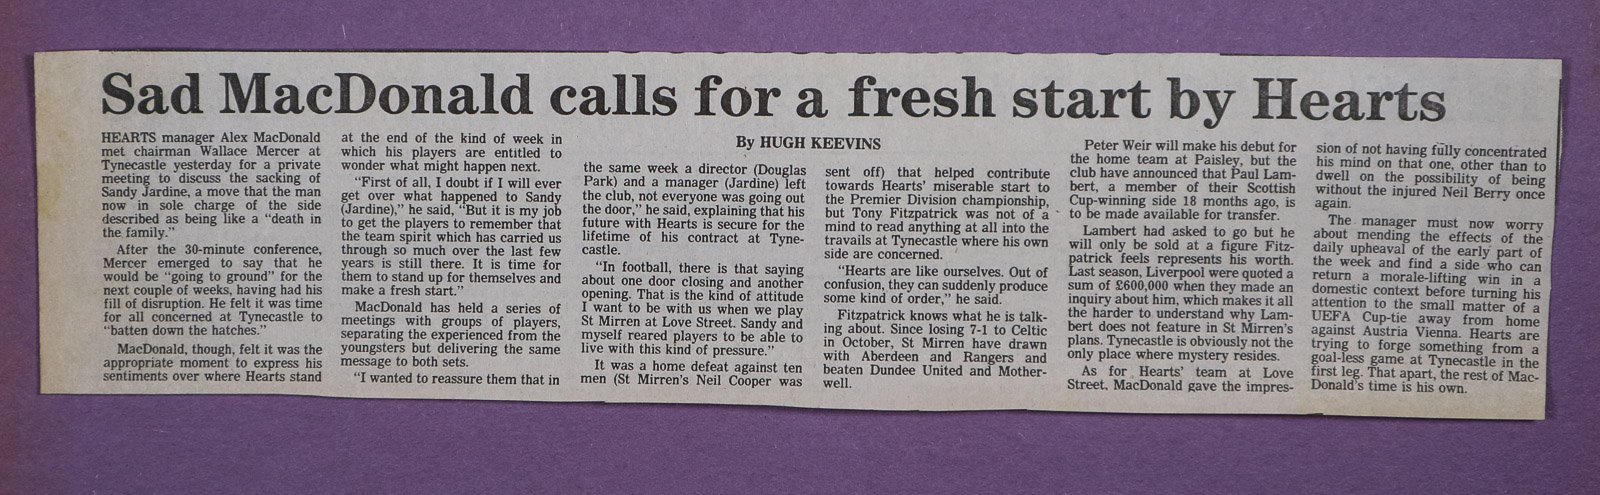 Sad MacDonald calls for a fresh start by Hearts
HEARTS manager Alex MacDonald
met chairman Wallace Mercer at
Tynecastle yesterday for a private
meeting to discuss the sacking of
Sandy Jardine, a move that the man
now in sole charge of the side
described as being like a “death in
the family.”
After the 30-minute conference,
Mercer emerged to say that he
would be “going to ground” for the
next couple of weeks, having had his
fill of disruption. He felt it was time
for all concerned at Tynecastle to
“batten down the hatches.”
MacDonald, though, felt it was the
appropriate moment to express his
sentiments over where Hearts stand
at the end of the kind of week in
which his players are entitled to
wonder what might happen next.
“First of all, I doubt if I will ever
get over what happened to Sandy
(Jardine),” he said, “But it is my job
to get the players to remember that
the team spirit which has carried us
through so much over the last few
years is still there. It is time for
them to stand up for themselves and
make a fresh start.”
MacDonald has held a series of
meetings with groups of players,
separating the experienced from the
youngsters but delivering the same
message to both sets.
“I wanted to reassure them that in
By HUGH KEEVINS
the same week a director (Douglas
Park) and a manager (Jardine) left
the club, not everyone was going out
the door,” he said, explaining that his
future with Hearts is secure for the
lifetime of his contract at Tyne-
castle.
“In football, there is that saying
about one door closing and another
opening. That is the kind of attitude
I want to be with us when we play
St Mirren at Love Street. Sandy and
myself reared players to be able to
live with this kind of pressure.”
It was a home defeat against ten
men (St Mirren's Neil Cooper was
sent off) that helped contribute
towards Hearts' miserable start to
the Premier Division championship,
but Tony Fitzpatrick was not of a
mind to read anything at all into the
travails at Tynecastle where his own
side are concerned.
“Hearts are like ourselves. Out of
confusion, they can suddenly produce
some kind of order,” he said.
Fitzpatrick knows what he is talk-
ing about. Since losing 7-1 to Celtic
in October, St Mirren have drawn
with Aberdeen and Rangers and
beaten Dundee United and Mother-
well.
Peter Weir will make his debut for
the home team at Paisley, but the
club have announced that Paul Lam-
bert, a member of their Scottish
Cup-winning side 18 months ago, is
to be made available for transfer.
Lambert had asked to go but he
will only be sold at a figure Fitz-
patrick feels represents his worth.
Last season, Liverpool were quoted a
sum of £600,000 when they made an
inquiry about him, which makes it all
the harder to understand why Lam-
bert does not feature in St Mirren's
plans. Tynecastle is obviously not the
only place where mystery resides.
As for Hearts' team at Love
Street, MacDonald gave the impres-
sion of not having fully concentrated
his mind on that one, other than to
dwell on the possibility of being
without the injured Neil Berry once
again.
The manager must now worry
about mending the effects of the
daily upheaval of the early part of
the week and find a side who can
return a morale-lifting win in a
domestic context before turning his
attention to the small matter of a
UEFA Cup-tie away from home
against Austria Vienna. Hearts are
trying to forge something from a
goal-less game at Tynecastle in the
first leg. That apart, the rest of Mac-
Donald's time is his own.